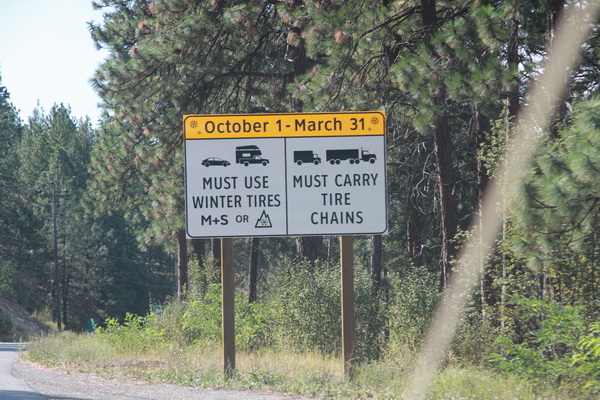 October 1 - March 31
MUST USE
WINTER TIRES
M+S OR
MUST CARRY
TIRE
CHAINS